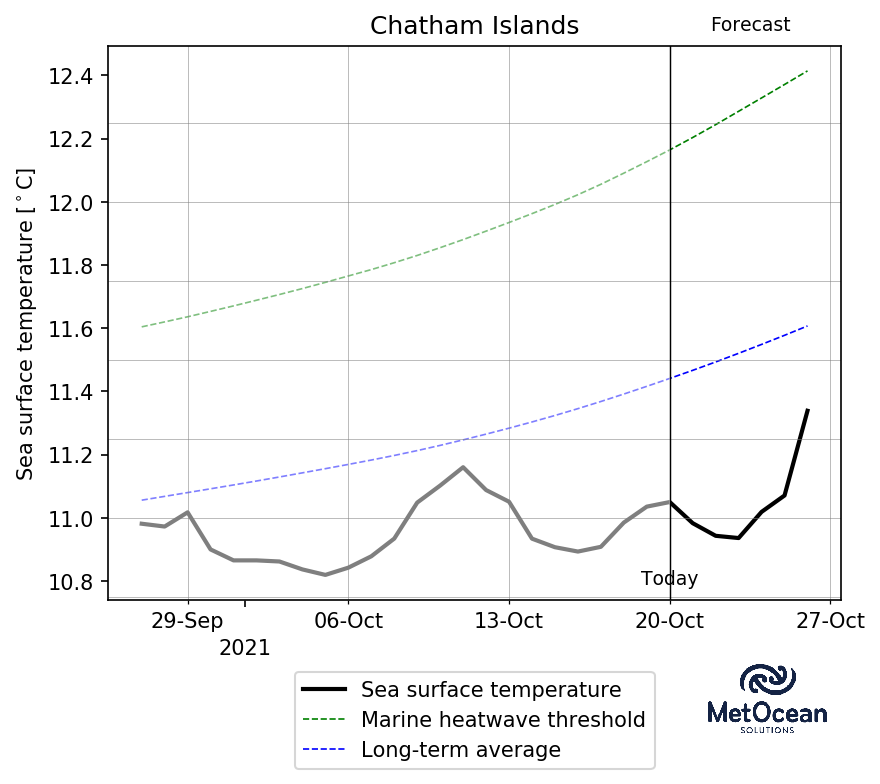 Chatham Islands
Forecast
Sea surface temperature [°C]
12.4
12.2
12.0
11.8
11.6
11.4
11.2
11.0
10.8
Today
29-Sep 06-Oct 13-Oct 20-Oct 27-Oct
2021
Sea surface temperature
Marine heatwave threshold
Long-term average
MetOcean
SOLUTIONS